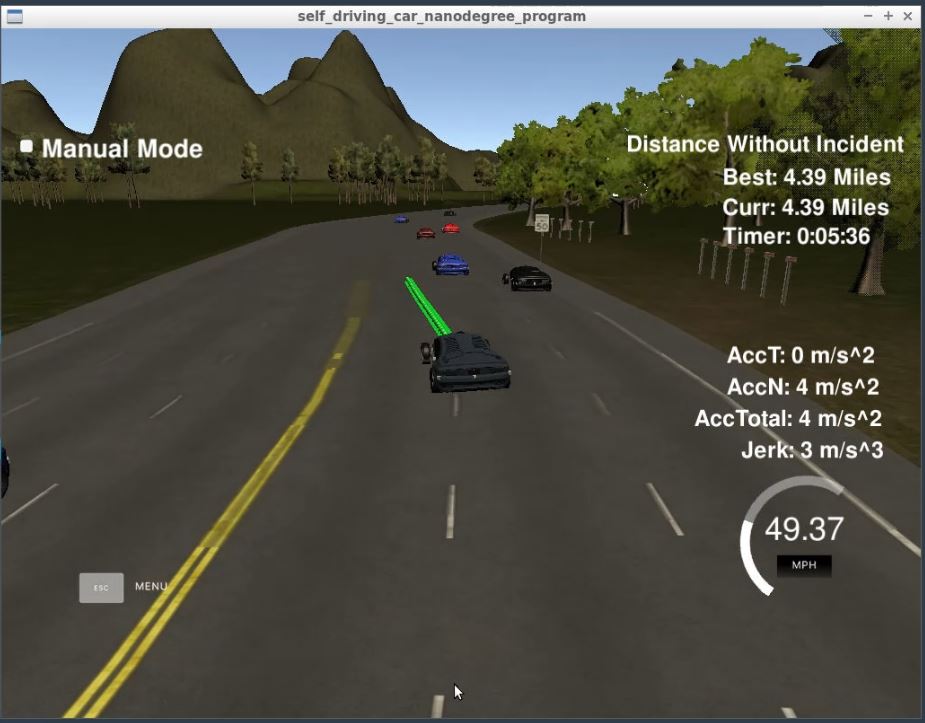 self_driving_car_nanodegree_program
Manual Mode
Distance Without Incident
Best: 4.39 Miles
Curr: 4.39 Miles
Timer: 0:05:36
50
AccT: 0 m/s^2
AccN: 4 m/s^2
AccTotal: 4 m/s^2
Jerk: 3 m/s^3
49.37
MPH
ESC MENU